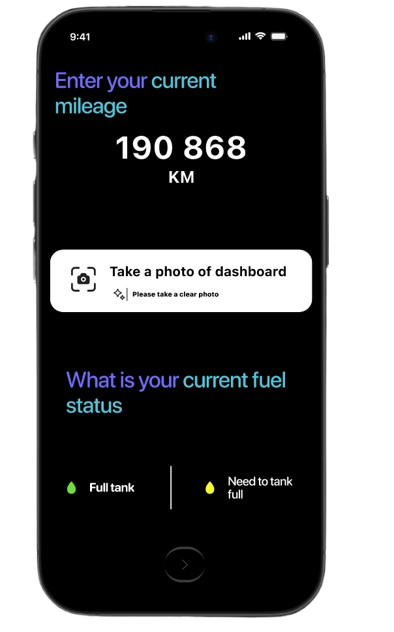 9:41
Enter your current
mileage
190 868
KM
Take a photo of dashboard
Please take a clear photo
What is your current fuel
status
Full tank
Need to tank
full